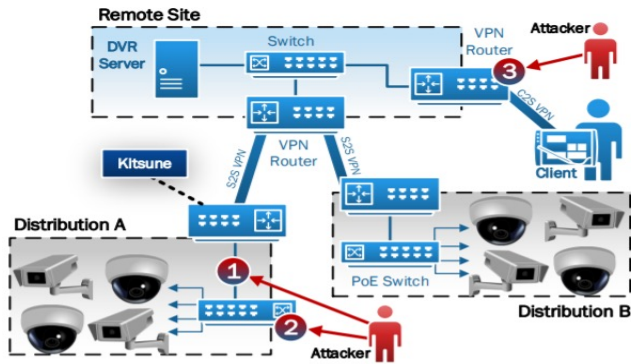 Remote Site
DVR
Server
Switch
VPN
Router
Attacker
3
C2S VPN
Client
VPN
Router
S2S VPN
S2S VPN
Kitsune
Distribution A
1
2
PoE Switch
Distribution B
Attacker